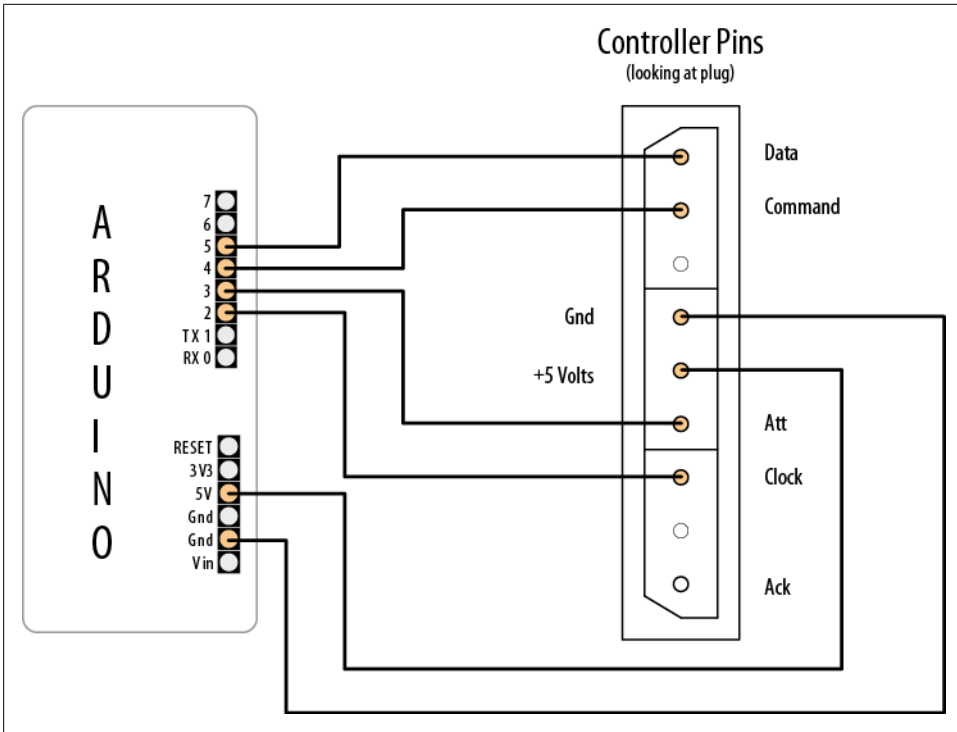 Controller Pins
(looking at plug)
ARDUINO
7
6
5
4
3
2
TX 1
RX 0
RESET
3V3
5V
Gnd
Gnd
Vin
Data
Command
Gnd
+5 Volts
Att
Clock
Ack